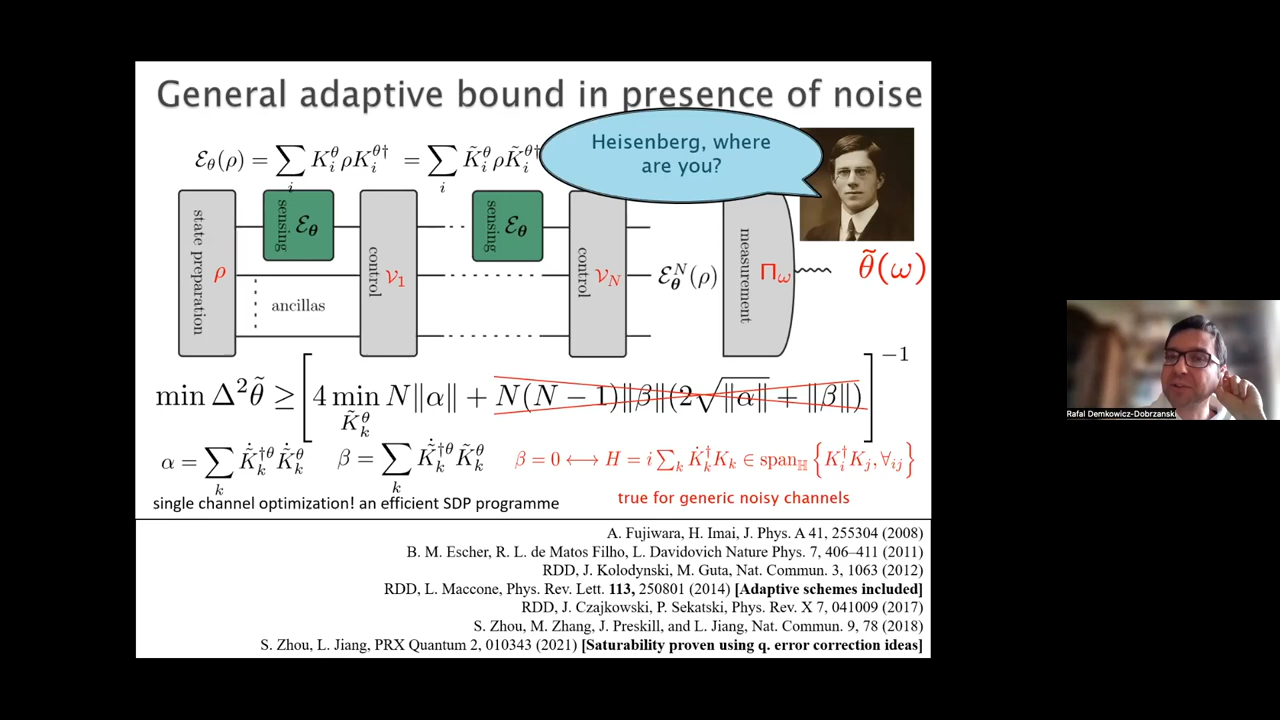 General adaptive bound in presence of noise
Heisenberg, where
are you?
ℰ_θ(ρ) = ∑_i K_i^θ ρ K_i^{θ†} = ∑_i K̃_i^θ ρ K̃_i^{θ†}
state preparation ρ
sensing ℰ_θ
control 𝒱_1
sensing ℰ_θ
control 𝒱_N
ancillas
ℰ_θ^N(ρ)
measurement Π_ω
θ̃(ω)
min Δ²θ̃ ≥ [4 min_{K̃_k^θ} N‖α‖ + N(N − 1)‖β‖(2√‖α‖ + ‖β‖)]^{−1}
α = ∑_k \dot{K̃}_k^{†θ} \dot{K̃}_k^θ β = ∑_k \dot{K̃}_k^{†θ} K̃_k^θ β = 0 ⟷ H = i∑_k \dot{K}_k^† K_k ∈ span_ℍ {K_i^† K_j, ∀_{ij}}
single channel optimization! an efficient SDP programme
true for generic noisy channels
A. Fujiwara, H. Imai, J. Phys. A 41, 255304 (2008)
B. M. Escher, R. L. de Matos Filho, L. Davidovich Nature Phys. 7, 406–411 (2011)
RDD, J. Kolodynski, M. Guta, Nat. Commun. 3, 1063 (2012)
RDD, L. Maccone, Phys. Rev. Lett. 113, 250801 (2014) [Adaptive schemes included]
RDD, J. Czajkowski, P. Sekatski, Phys. Rev. X 7, 041009 (2017)
S. Zhou, M. Zhang, J. Preskill, and L. Jiang, Nat. Commun. 9, 78 (2018)
S. Zhou, L. Jiang, PRX Quantum 2, 010343 (2021) [Saturability proven using q. error correction ideas]
Rafal Demkowicz-Dobrzanski